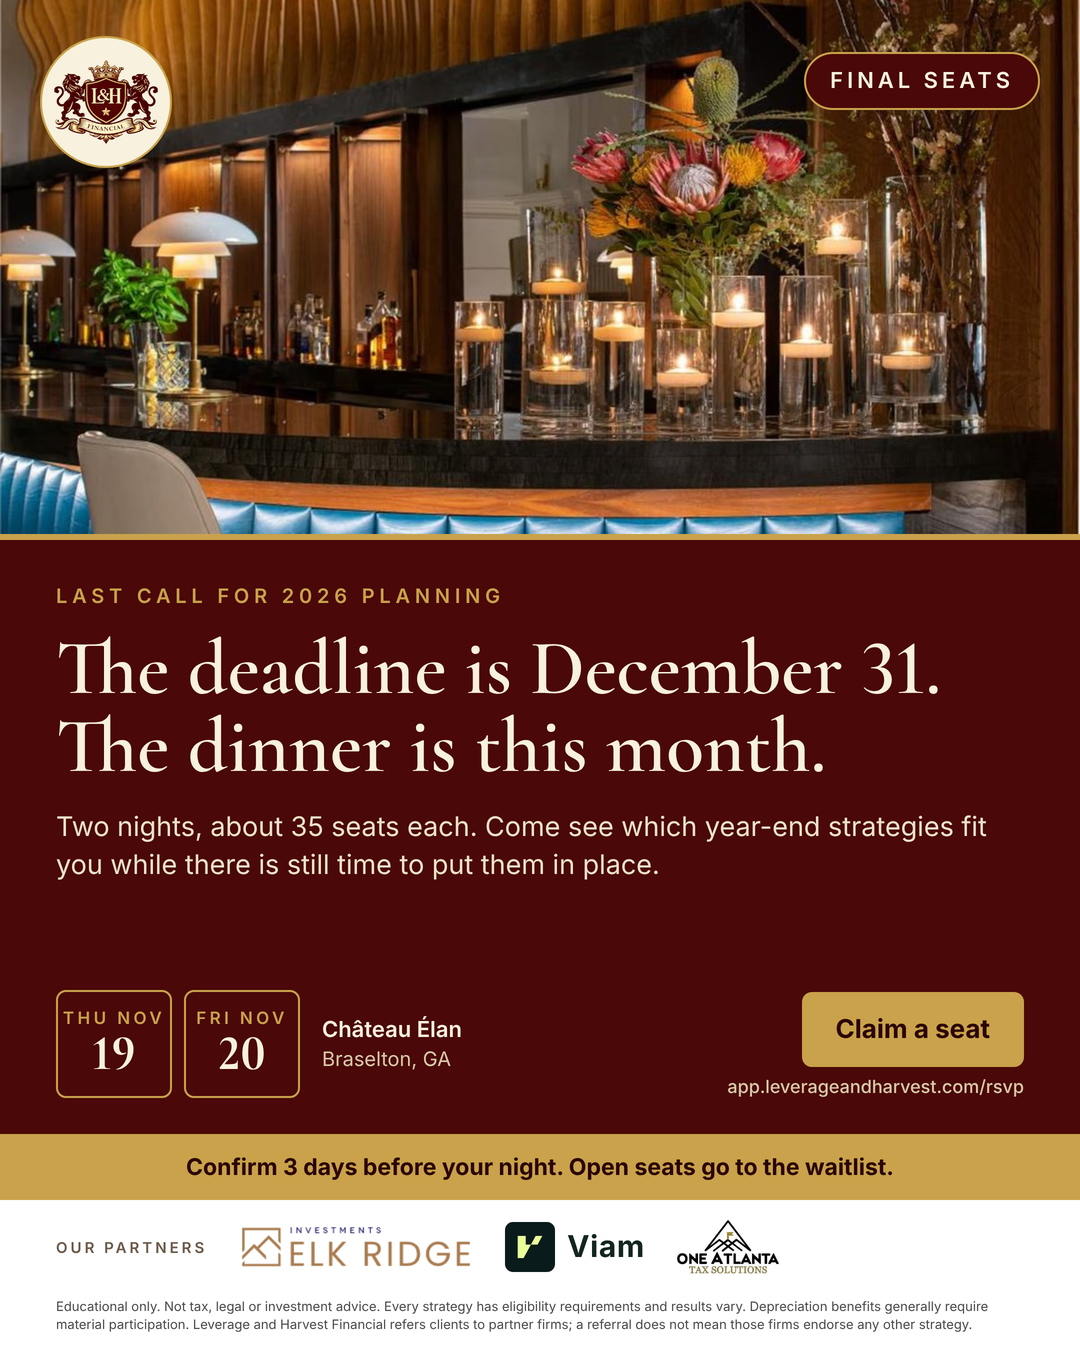 L&H
FINANCIAL
FINAL SEATS
LAST CALL FOR 2026 PLANNING
The deadline is December 31.
The dinner is this month.
Two nights, about 35 seats each. Come see which year-end strategies fit
you while there is still time to put them in place.
THU NOV
19
FRI NOV
20
Château Élan
Braselton, GA
Claim a seat
app.leverageandharvest.com/rsvp
Confirm 3 days before your night. Open seats go to the waitlist.
OUR PARTNERS
INVESTMENTS
ELK RIDGE
Viam
ONE ATLANTA
TAX SOLUTIONS
Educational only. Not tax, legal or investment advice. Every strategy has eligibility requirements and results vary. Depreciation benefits generally require
material participation. Leverage and Harvest Financial refers clients to partner firms; a referral does not mean those firms endorse any other strategy.